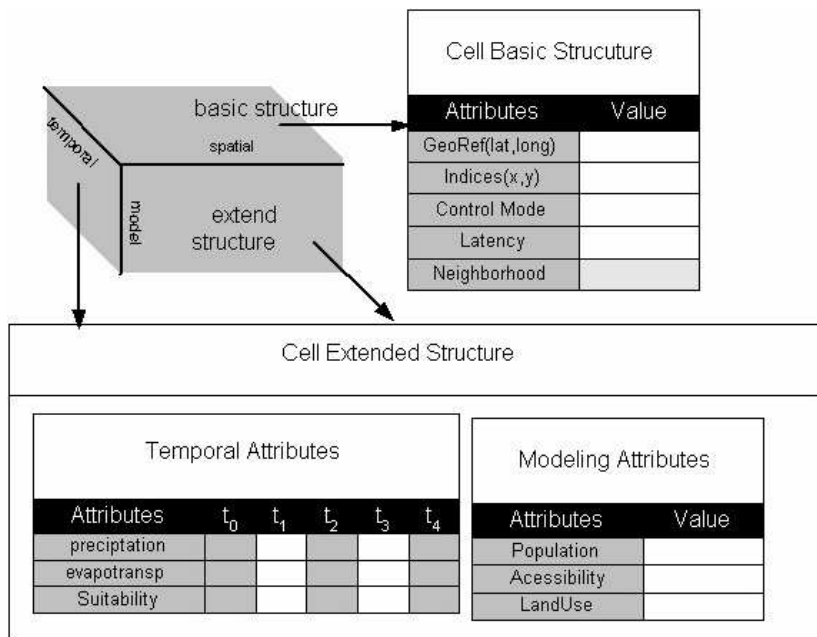 Cell Basic Strucuture
Attributes Value
GeoRef(lat,long)
Indices(x,y)
Control Mode
Latency
Neighborhood
basic structure
spatial
temporal
model
extend
structure
Cell Extended Structure
Temporal Attributes
Attributes t0 t1 t2 t3 t4
preciptation
evapotransp
Suitability
Modeling Attributes
Attributes Value
Population
Acessibility
LandUse